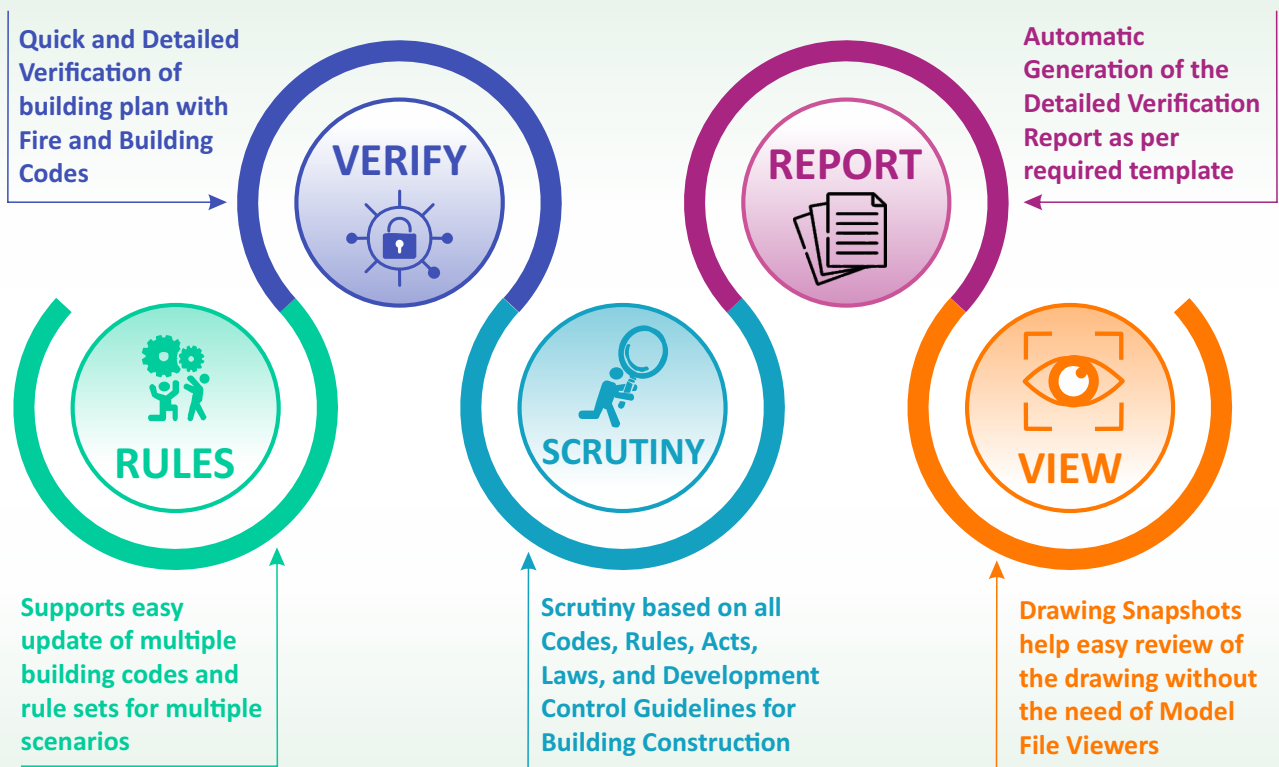 Quick and Detailed
Verification of
building plan with
Fire and Building
Codes
VERIFY
REPORT
Automatic
Generation of the
Detailed Verification
Report as per
required template
RULES
SCRUTINY
VIEW
Supports easy
update of multiple
building codes and
rule sets for multiple
scenarios
Scrutiny based on all
Codes, Rules, Acts,
Laws, and Development
Control Guidelines for
Building Construction
Drawing Snapshots
help easy review of
the drawing without
the need of Model
File Viewers